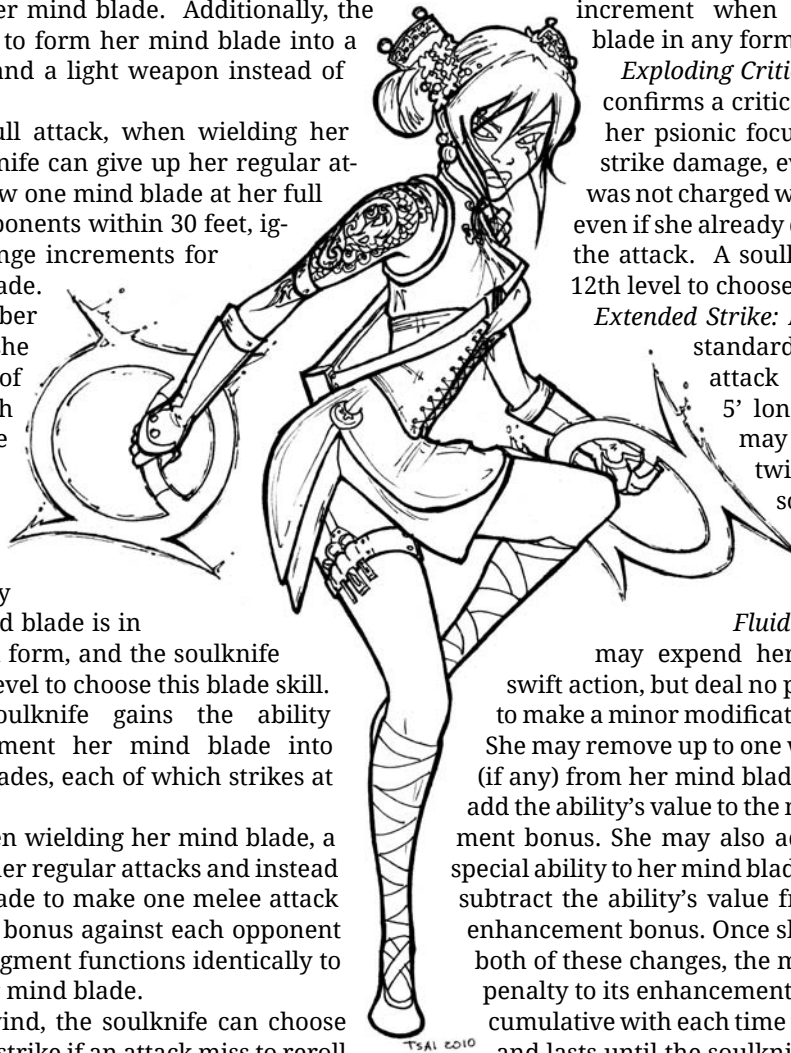 er mind blade. Additionally, the
to form her mind blade into a
and a light weapon instead of
ull attack, when wielding her
nife can give up her regular at-
w one mind blade at her full
ponents within 30 feet, ig-
nge increments for
ade.
ber
she
of
h
e
y
d blade is in
form, and the soulknife
evel to choose this blade skill.
oulknife gains the ability
ment her mind blade into
ades, each of which strikes at
en wielding her mind blade, a
her regular attacks and instead
ade to make one melee attack
bonus against each opponent
gment functions identically to
mind blade.
vind, the soulknife can choose
strike if an attack miss to reroll
increment when
blade in any form
Exploding Critic
confirms a critic
her psionic focu
strike damage, ev
was not charged w
even if she already
the attack. A soull
12th level to choose
Extended Strike:
standard
attack
5’ lon
may
twi
so
Fluid
may expend her
swift action, but deal no p
to make a minor modificat
She may remove up to one
(if any) from her mind blad
add the ability’s value to the
ment bonus. She may also a
special ability to her mind blad
subtract the ability’s value f
enhancement bonus. Once s
both of these changes, the m
penalty to its enhancement
cumulative with each time
and lasts until the soulkni
TSAI 2010